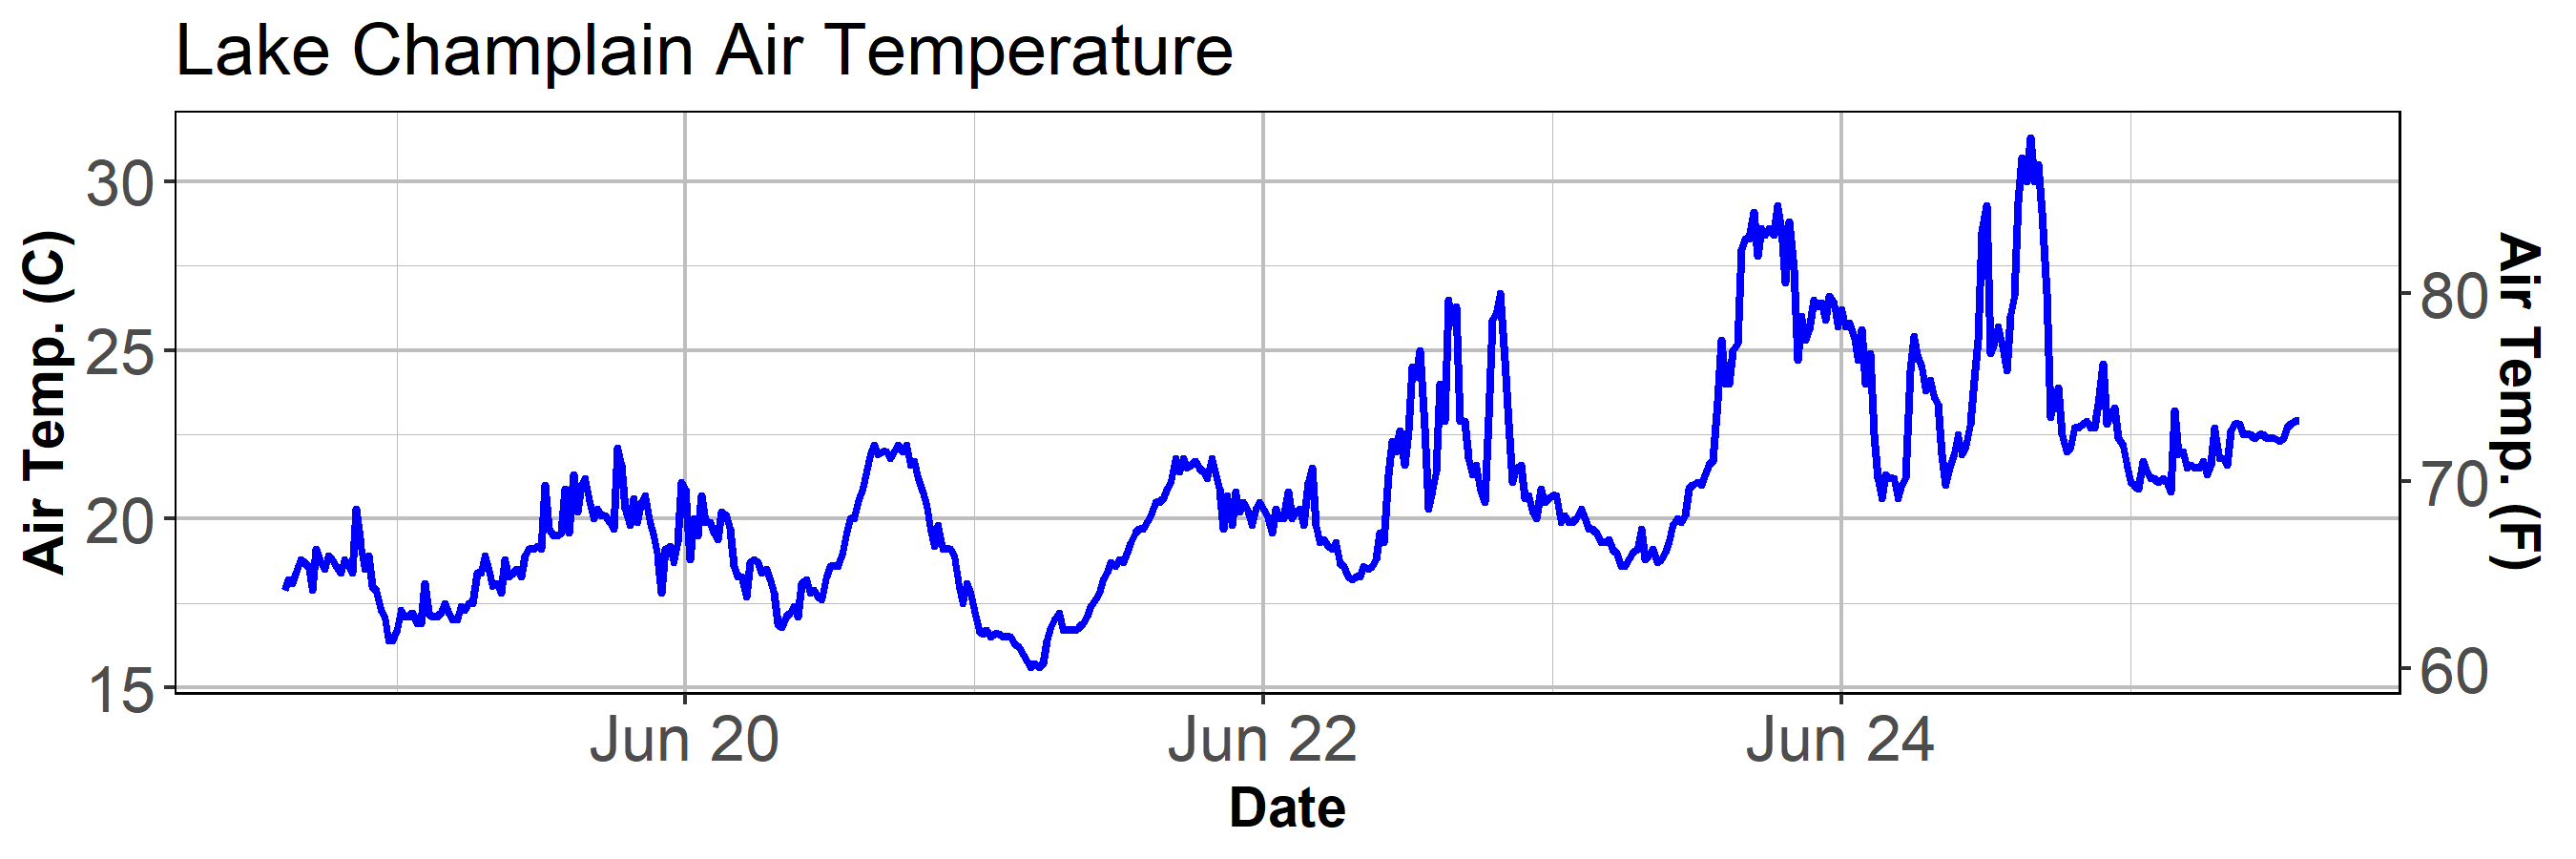 Lake Champlain Air Temperature
Air Temp. (C)
30
25
20
15
Air Temp. (F)
80
70
60
Jun 20 Jun 22 Jun 24
Date